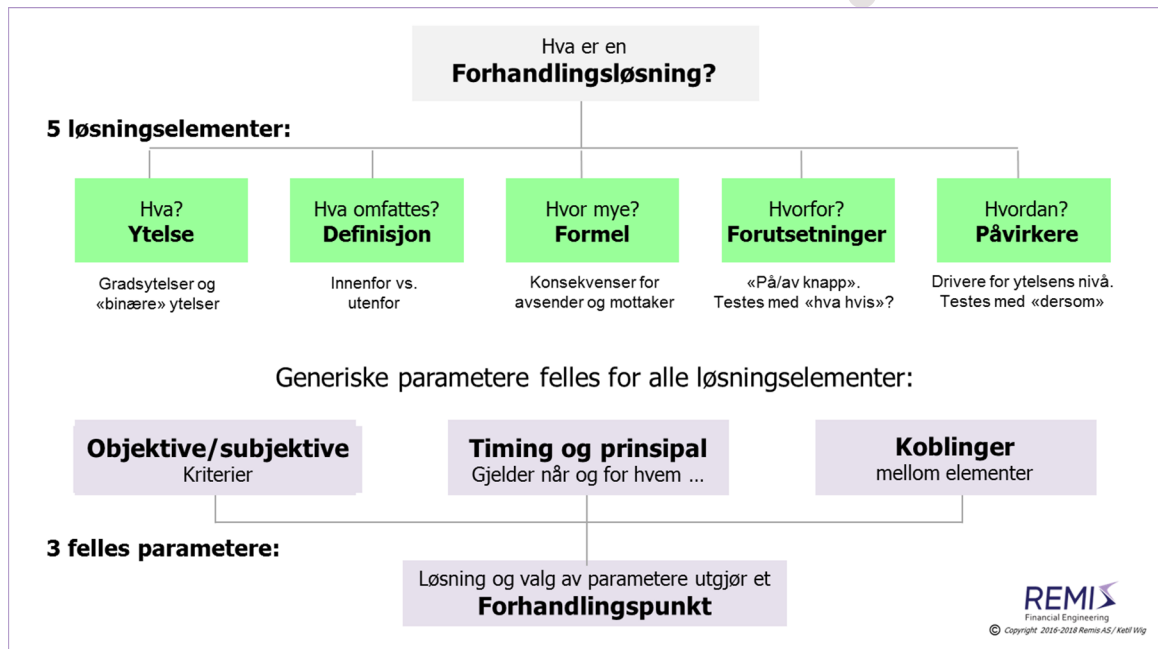 Hva er en
Forhandlingsløsning?
5 løsningselementer:
Hva?
Ytelse
Hva omfattes?
Definisjon
Hvor mye?
Formel
Hvorfor?
Forutsetninger
Hvordan?
Påvirkere
Gradsytelser og
«binære» ytelser
Innenfor vs.
utenfor
Konsekvenser for
avsender og mottaker
«På/av knapp».
Testes med «hva hvis»?
Drivere for ytelsens nivå.
Testes med «dersom»
Generiske parametere felles for alle løsningselementer:
Objektive/subjektive
Kriterier
Timing og prinsipal
Gjelder når og for hvem ...
Koblinger
mellom elementer
3 felles parametere:
Løsning og valg av parametere utgjør et
Forhandlingspunkt
REMIS
Financial Engineering
© Copyright 2016-2018 Remis AS / Ketil Wig